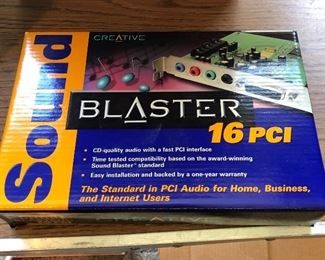 CREATIVE
Sound
BLASTER
16 PCI
• CD-quality audio with a fast PCI interface
• Time tested compatibility based on the award-winning
Sound Blaster standard
• Easy installation and backed by a one-year warranty
The Standard in PCI Audio for Home, Business,
and Internet Users